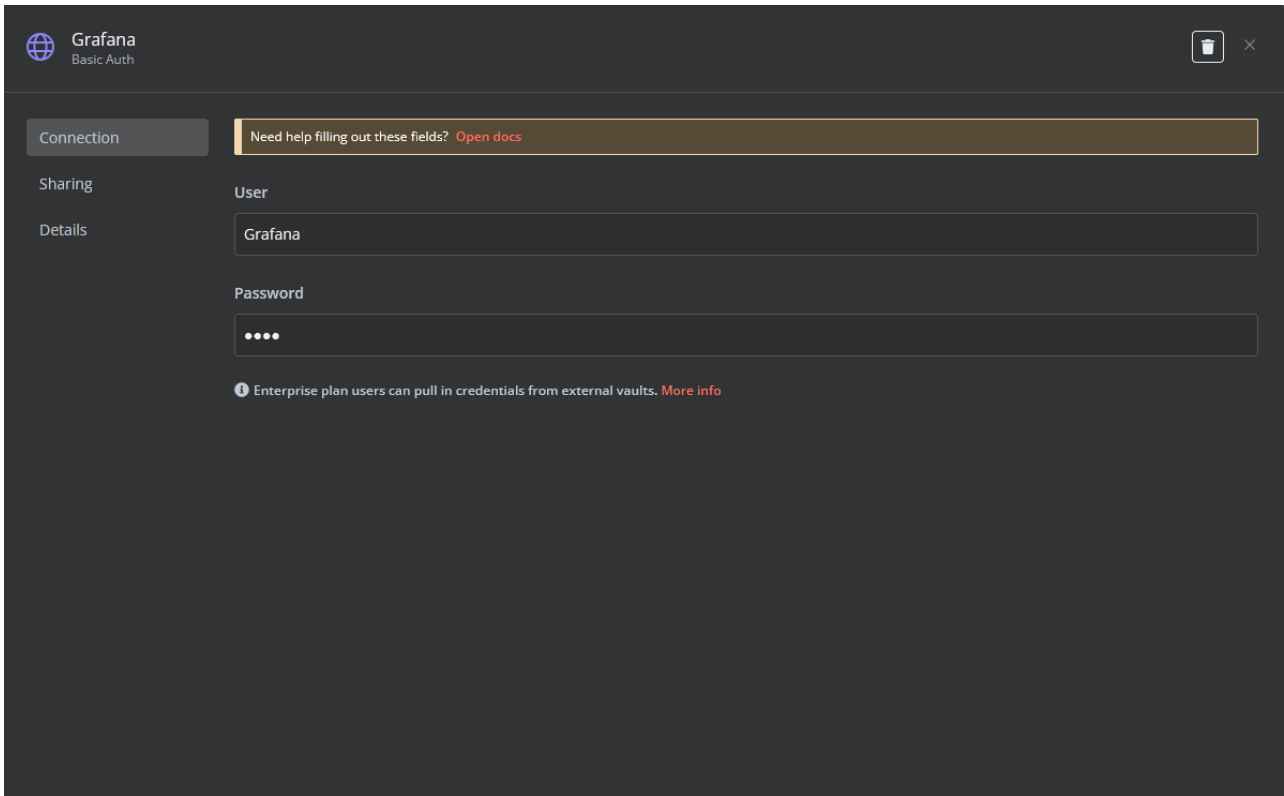 Grafana
Basic Auth
Connection
Sharing
Details
Need help filling out these fields? Open docs
User
Grafana
Password
••••
Enterprise plan users can pull in credentials from external vaults. More info